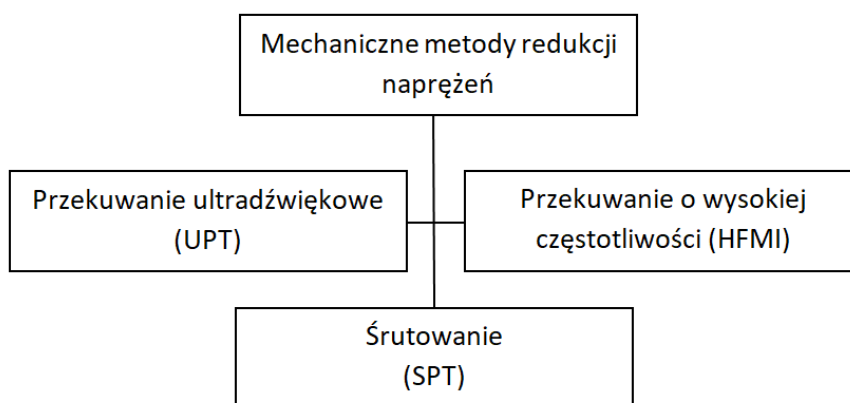 Mechaniczne metody redukcji
naprężeń
Przekuwanie ultradźwiękowe
(UPT)
Przekuwanie o wysokiej
częstotliwości (HFMI)
Śrutowanie
(SPT)